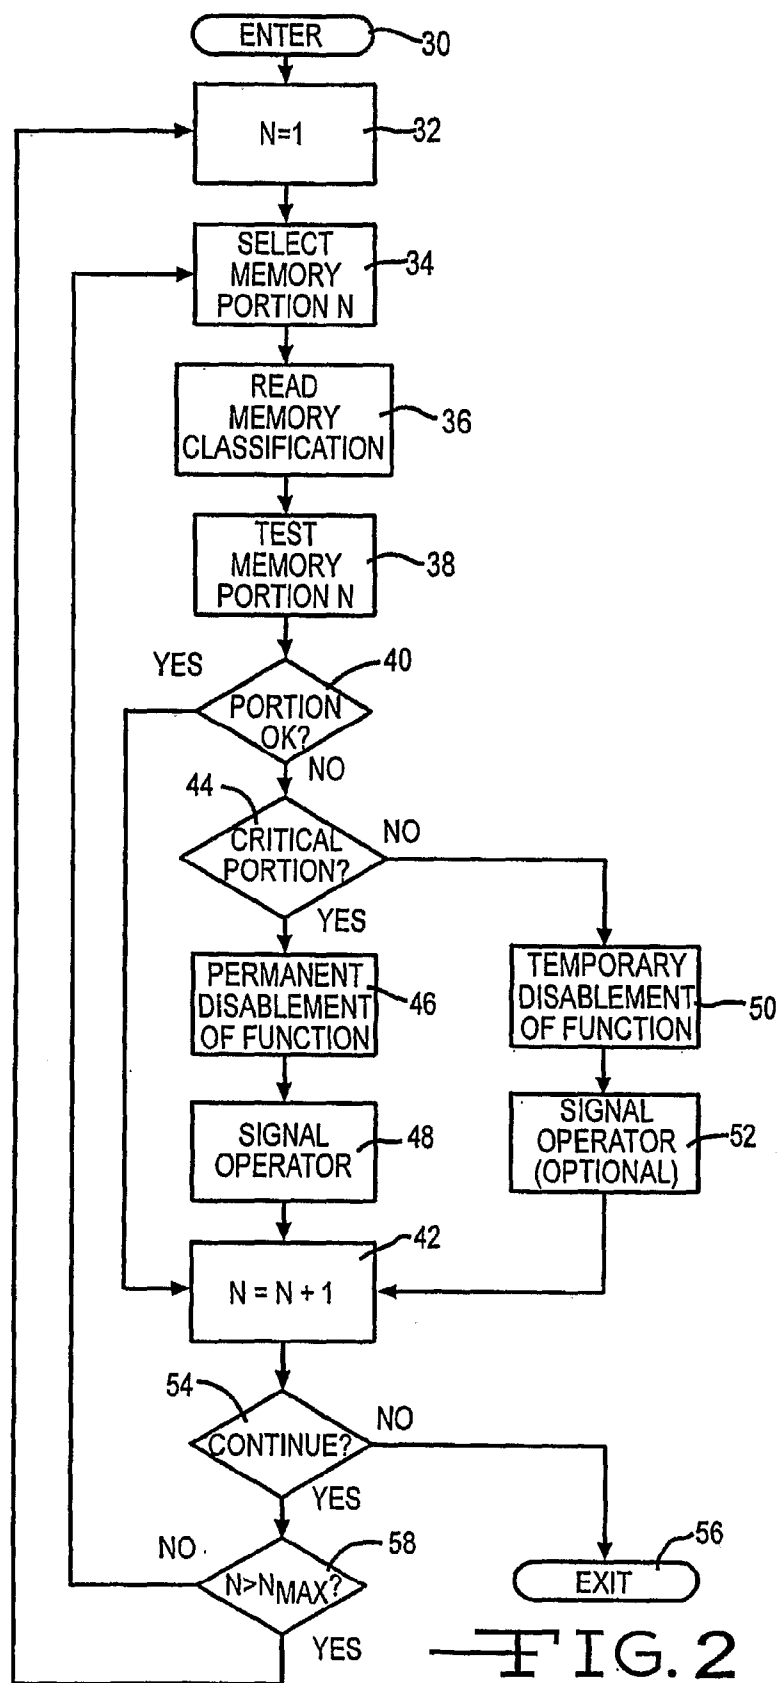 ENTER
30
N=1
32
SELECT
MEMORY
PORTION N
34
READ
MEMORY
CLASSIFICATION
36
TEST
MEMORY
PORTION N
38
YES
40
PORTION
OK?
NO
44
CRITICAL
PORTION?
NO
YES
PERMANENT
DISABLEMENT
OF FUNCTION
46
TEMPORARY
DISABLEMENT
OF FUNCTION
50
SIGNAL
OPERATOR
48
SIGNAL
OPERATOR
(OPTIONAL)
52
42
N = N + 1
54
CONTINUE?
NO
YES
NO
58
N>NMAX?
YES
56
EXIT
FIG. 2